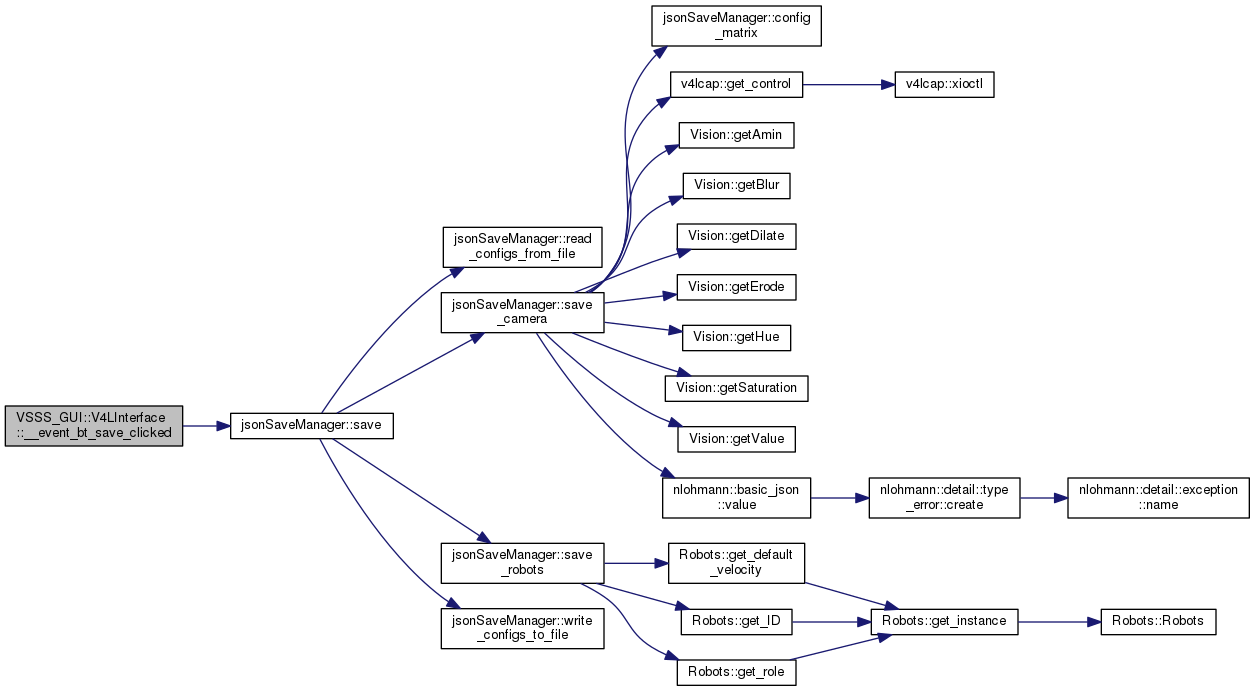 VSSS_GUI::V4LInterface
::__event_bt_save_clicked
jsonSaveManager::save
jsonSaveManager::read
_configs_from_file
jsonSaveManager::save
_camera
jsonSaveManager::config
_matrix
v4lcap::get_control
v4lcap::xioctl
Vision::getAmin
Vision::getBlur
Vision::getDilate
Vision::getErode
Vision::getHue
Vision::getSaturation
Vision::getValue
nlohmann::basic_json
::value
nlohmann::detail::type
_error::create
nlohmann::detail::exception
::name
jsonSaveManager::save
_robots
Robots::get_default
_velocity
Robots::get_ID
Robots::get_role
Robots::get_instance
Robots::Robots
jsonSaveManager::write
_configs_to_file